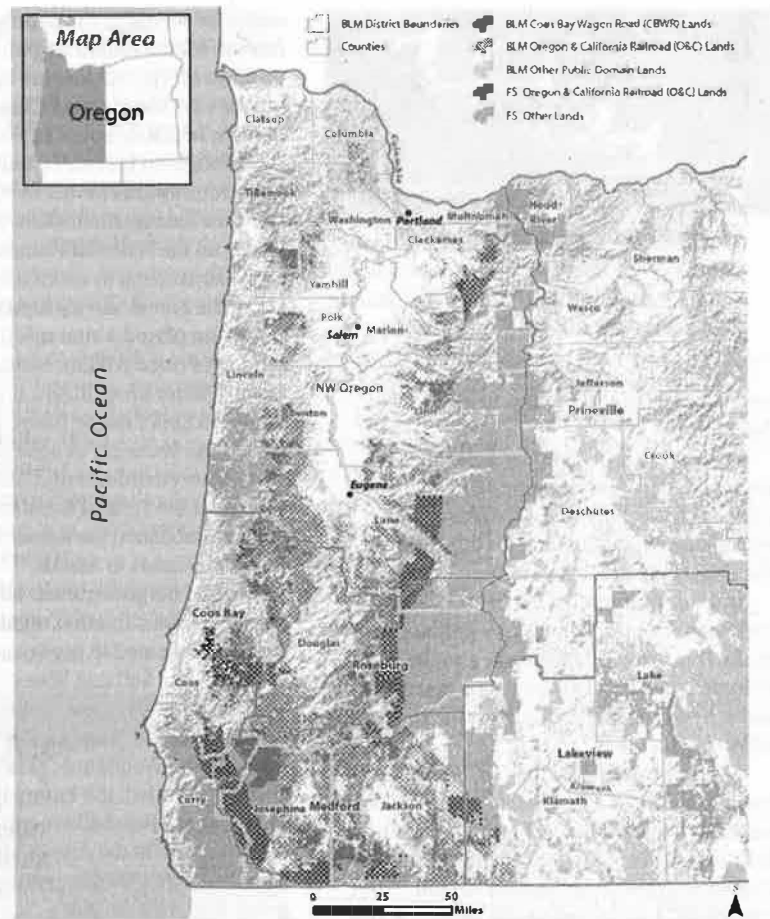 Map Area
Oregon
BLM District Boundaries
Counties
BLM Coos Bay Wagon Road (CBWR) Lands
BLM Oregon & California Railroad (O&C) Lands
BLM Other Public Domain Lands
FS Oregon & California Railroad (O&C) Lands
FS Other Lands
Clatsop
Columbia
Columbia
Tillamook
Washington
Portland
Multnomah
Hood
River
Clackamas
Sherman
Yamhill
Wasco
Polk
Salem
Marion
Lincoln
NW Oregon
Jefferson
Benton
Linn
Prineville
Crook
Pacific Ocean
Eugene
Lane
Deschutes
Coos Bay
Douglas
Roseburg
Coos
Lake
Lakeview
Klamath
Curry
Josephine
Medford
Jackson
0 25 50
Miles